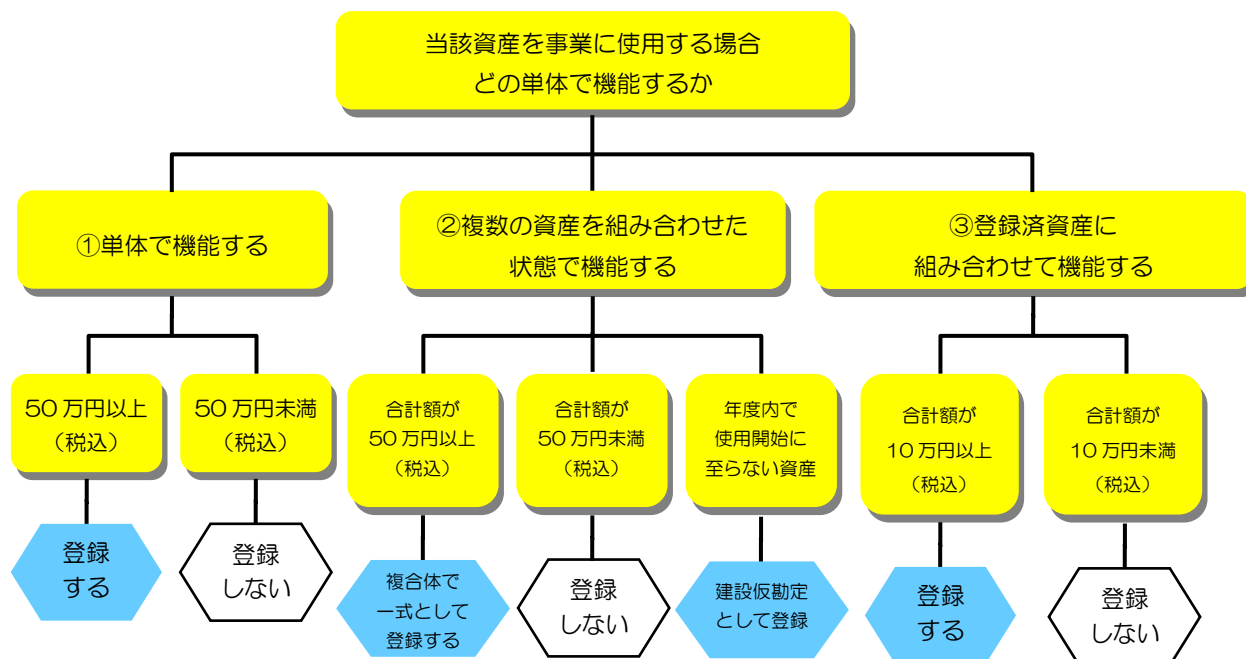 当該資産を事業に使用する場合
どの単体で機能するか
①単体で機能する
②複数の資産を組み合わせた
状態で機能する
③登録済資産に
組み合わせて機能する
50万円以上
（税込）
50万円未満
（税込）
合計額が
50万円以上
（税込）
合計額が
50万円未満
（税込）
年度内で
使用開始に
至らない資産
合計額が
10万円以上
（税込）
合計額が
10万円未満
（税込）
登録
する
登録
しない
複合体で
一式として
登録する
登録
しない
建設仮勘定
として登録
登録
する
登録
しない